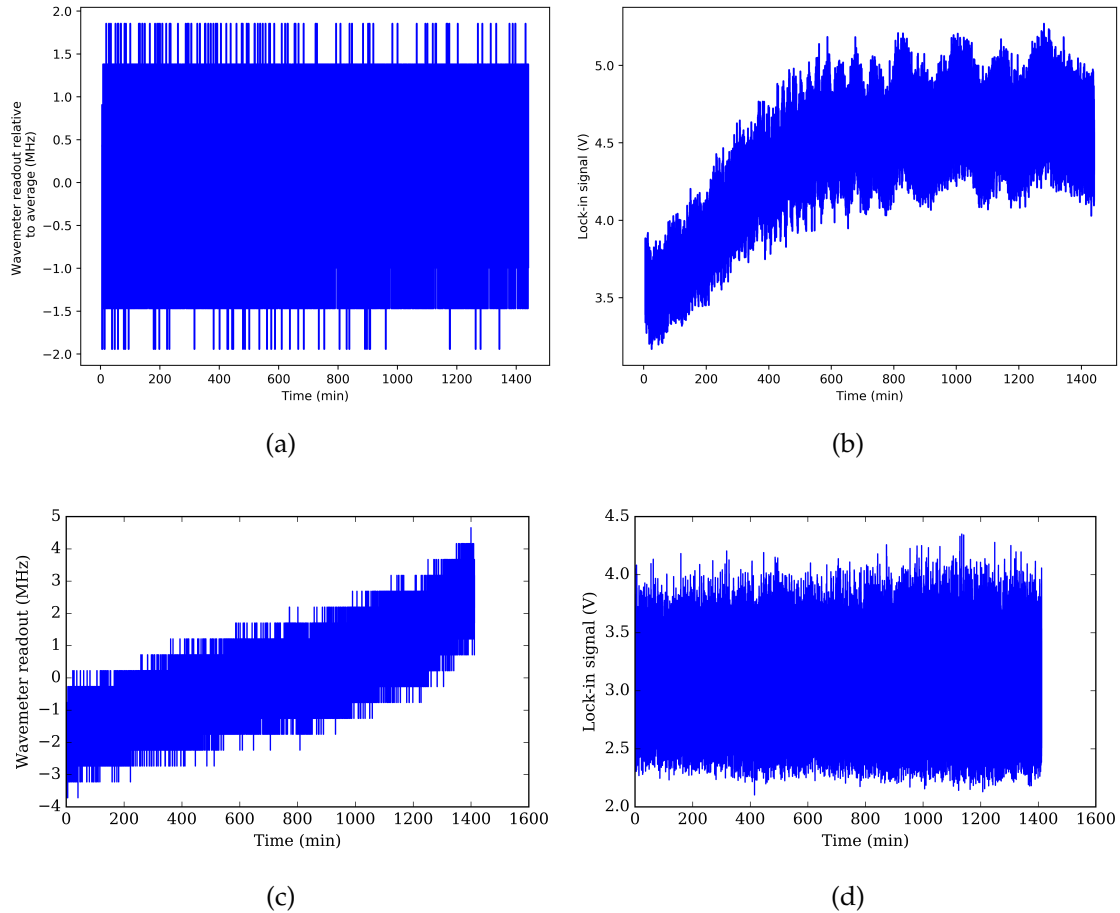 2.0
1.5
1.0
0.5
0.0
−0.5
−1.0
−1.5
−2.0
Wavemeter readout relative
to average (MHz)
0 200 400 600 800 1000 1200 1400
Time (min)
(a)
5.0
4.5
4.0
3.5
Lock-in signal (V)
0 200 400 600 800 1000 1200 1400
Time (min)
(b)
5
4
3
2
1
0
−1
−2
−3
−4
Wavemeter readout (MHz)
0 200 400 600 800 1000 1200 1400 1600
Time (min)
(c)
4.5
4.0
3.5
3.0
2.5
2.0
Lock-in signal (V)
0 200 400 600 800 1000 1200 1400 1600
Time (min)
(d)